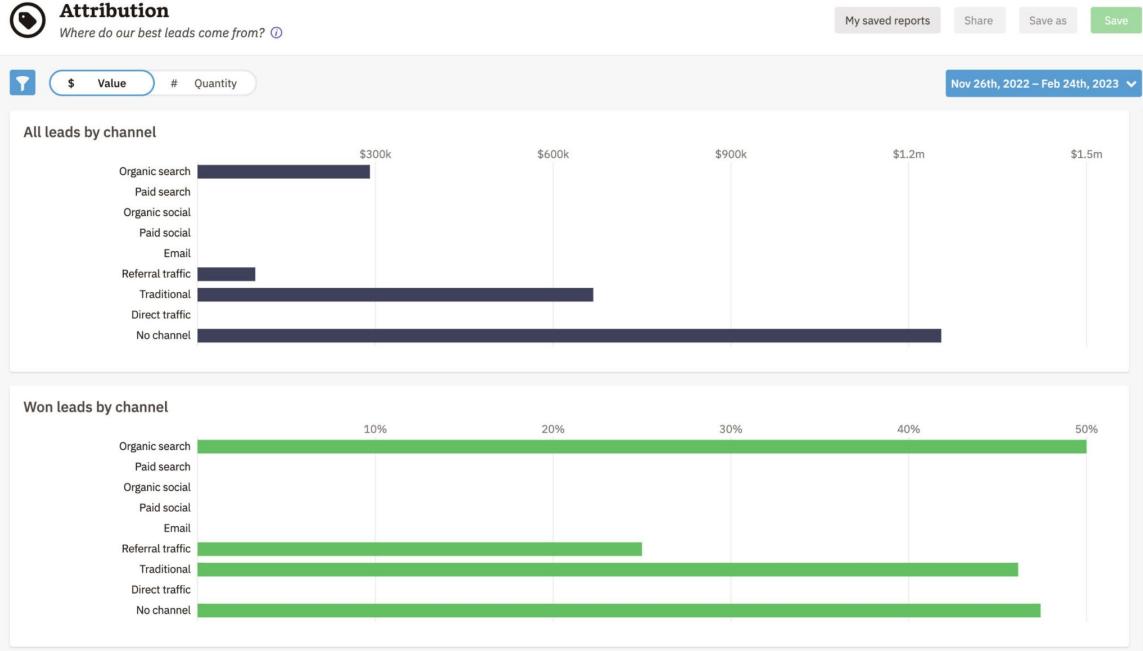 Attribution
Where do our best leads come from?
My saved reports
Share
Save as
Save
$ Value # Quantity
Nov 26th, 2022 – Feb 24th, 2023
All leads by channel
$300k $600k $900k $1.2m $1.5m
Organic search
Paid search
Organic social
Paid social
Email
Referral traffic
Traditional
Direct traffic
No channel
Won leads by channel
10% 20% 30% 40% 50%
Organic search
Paid search
Organic social
Paid social
Email
Referral traffic
Traditional
Direct traffic
No channel